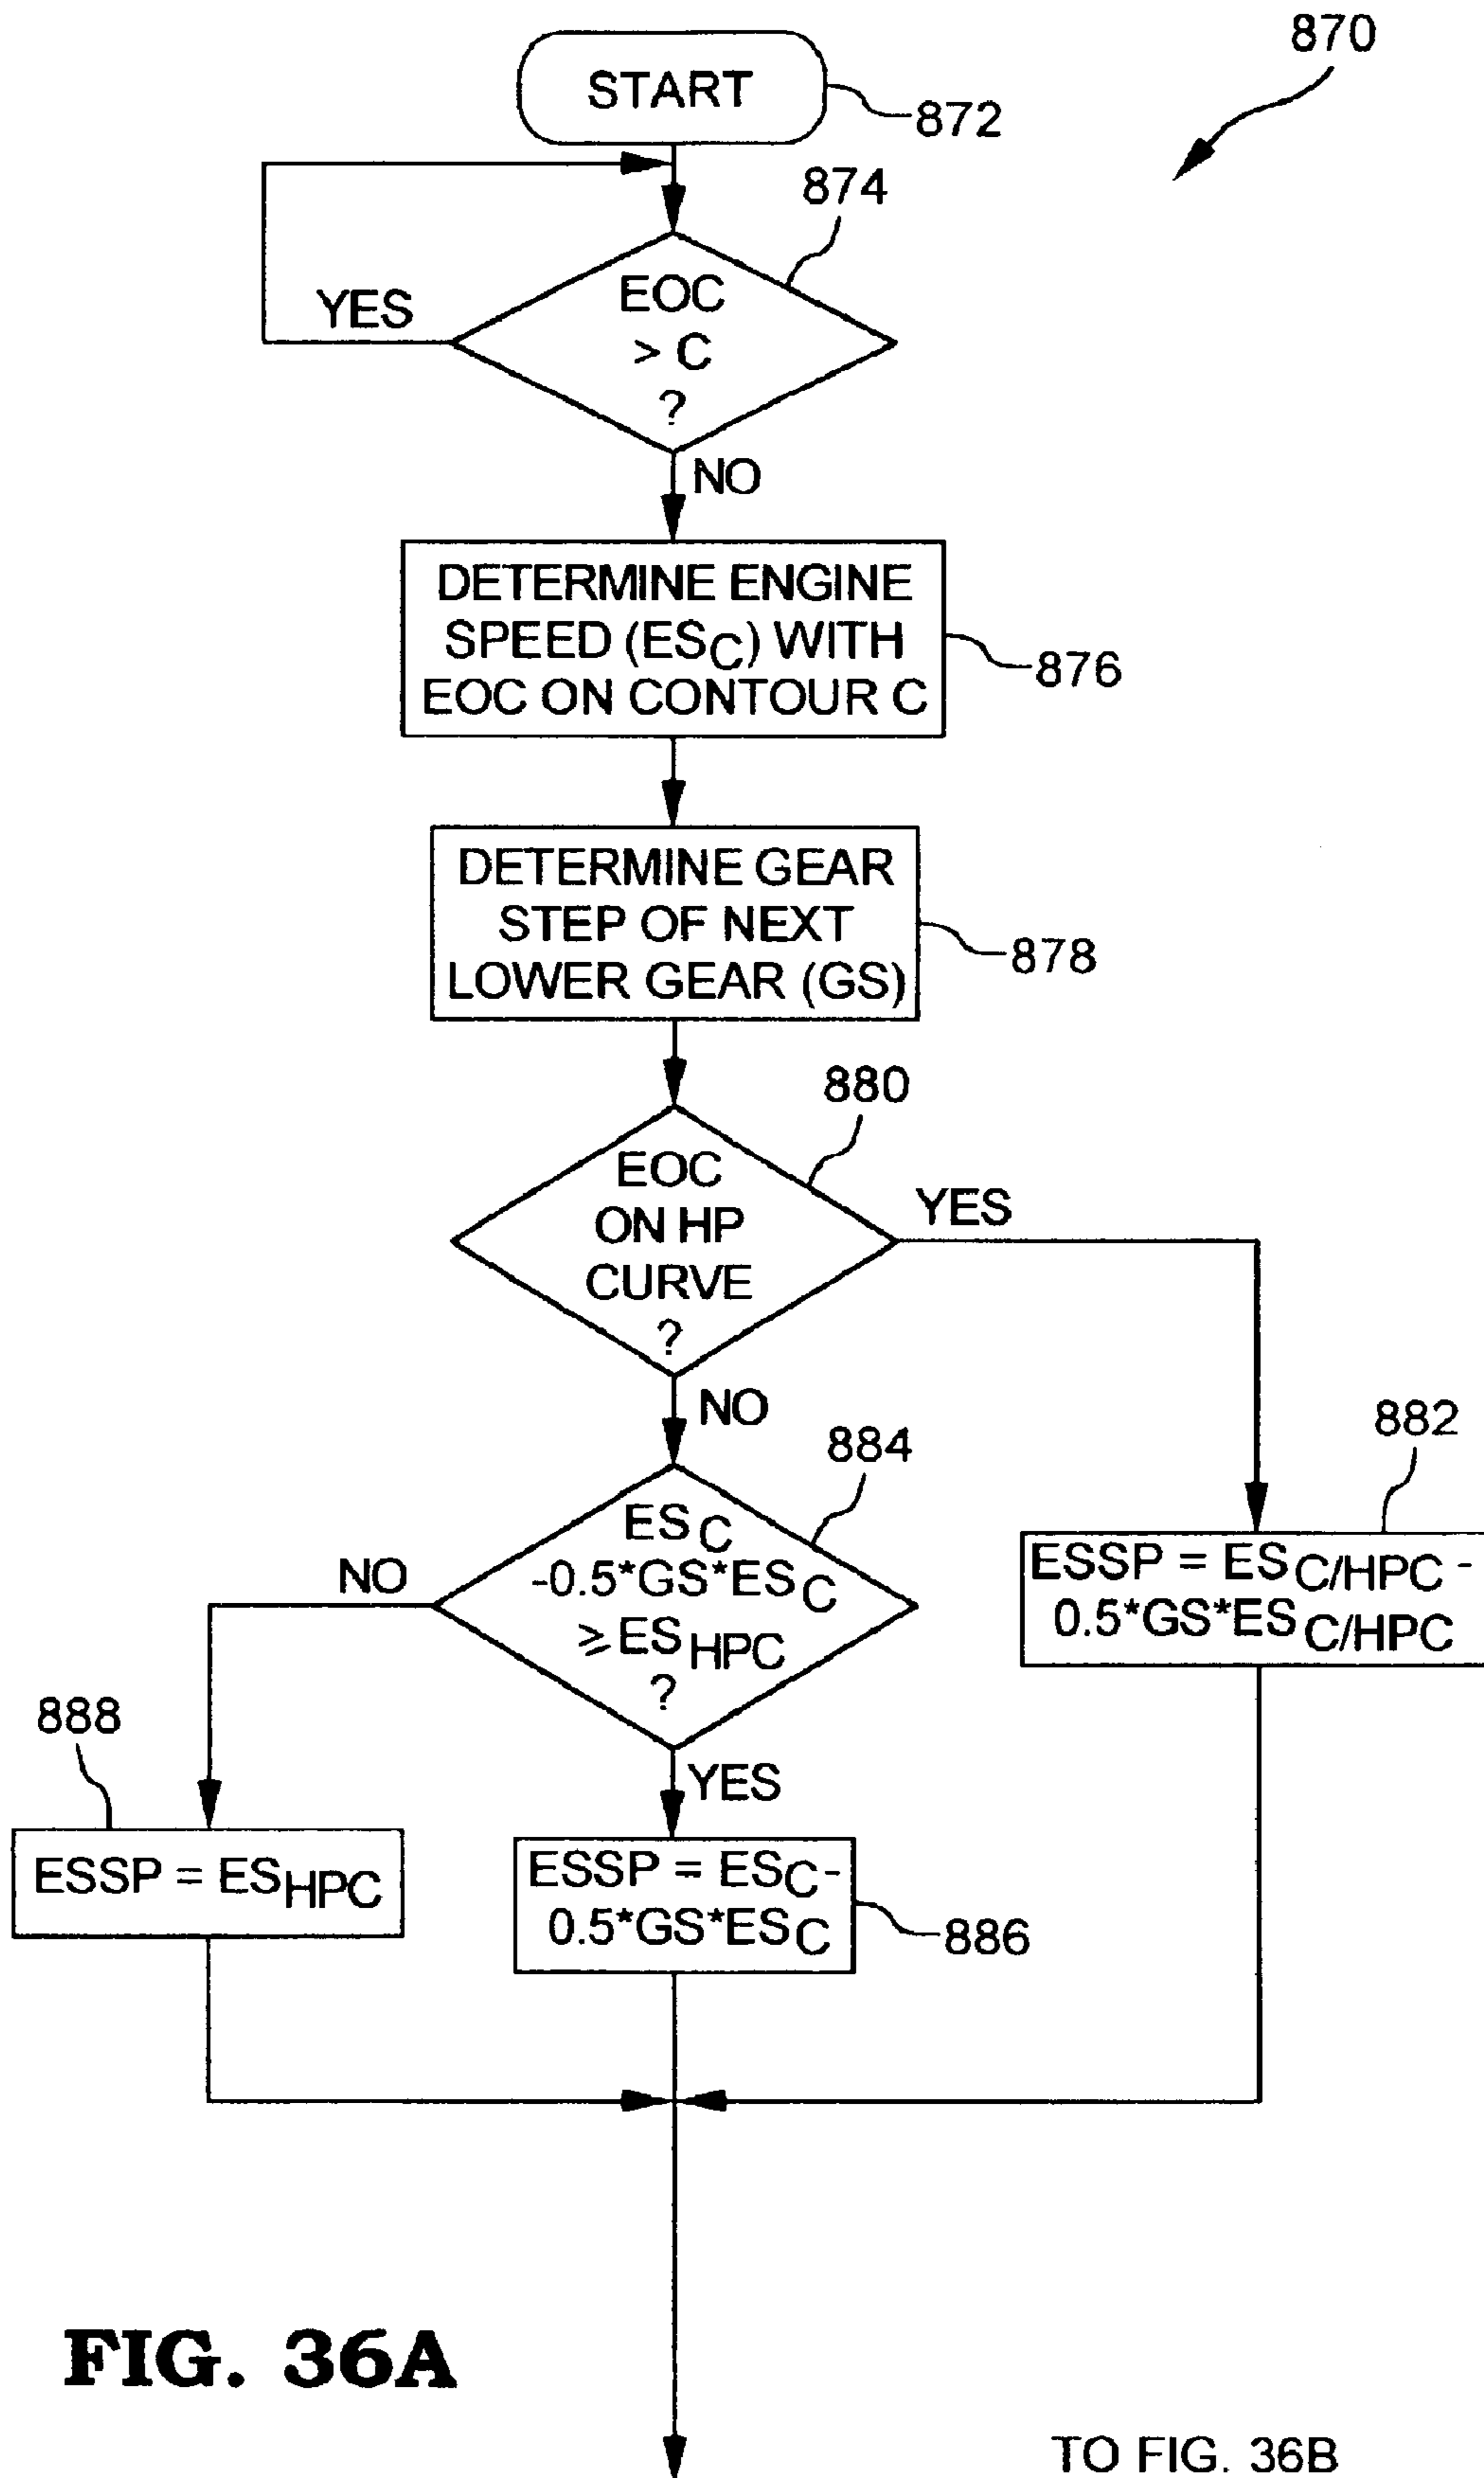 870
START
872
874
EOC
> C
?
YES
NO
DETERMINE ENGINE
SPEED (ESC) WITH
EOC ON CONTOUR C
876
DETERMINE GEAR
STEP OF NEXT
LOWER GEAR (GS)
878
880
EOC
ON HP
CURVE
?
YES
NO
882
884
ESC
-0.5*GS*ESC
≥ ESHPC
?
NO
ESSP = ESC/HPC -
0.5*GS*ESC/HPC
888
YES
ESSP = ESHPC
ESSP = ESC-
0.5*GS*ESC
886
FIG. 36A
TO FIG. 36B